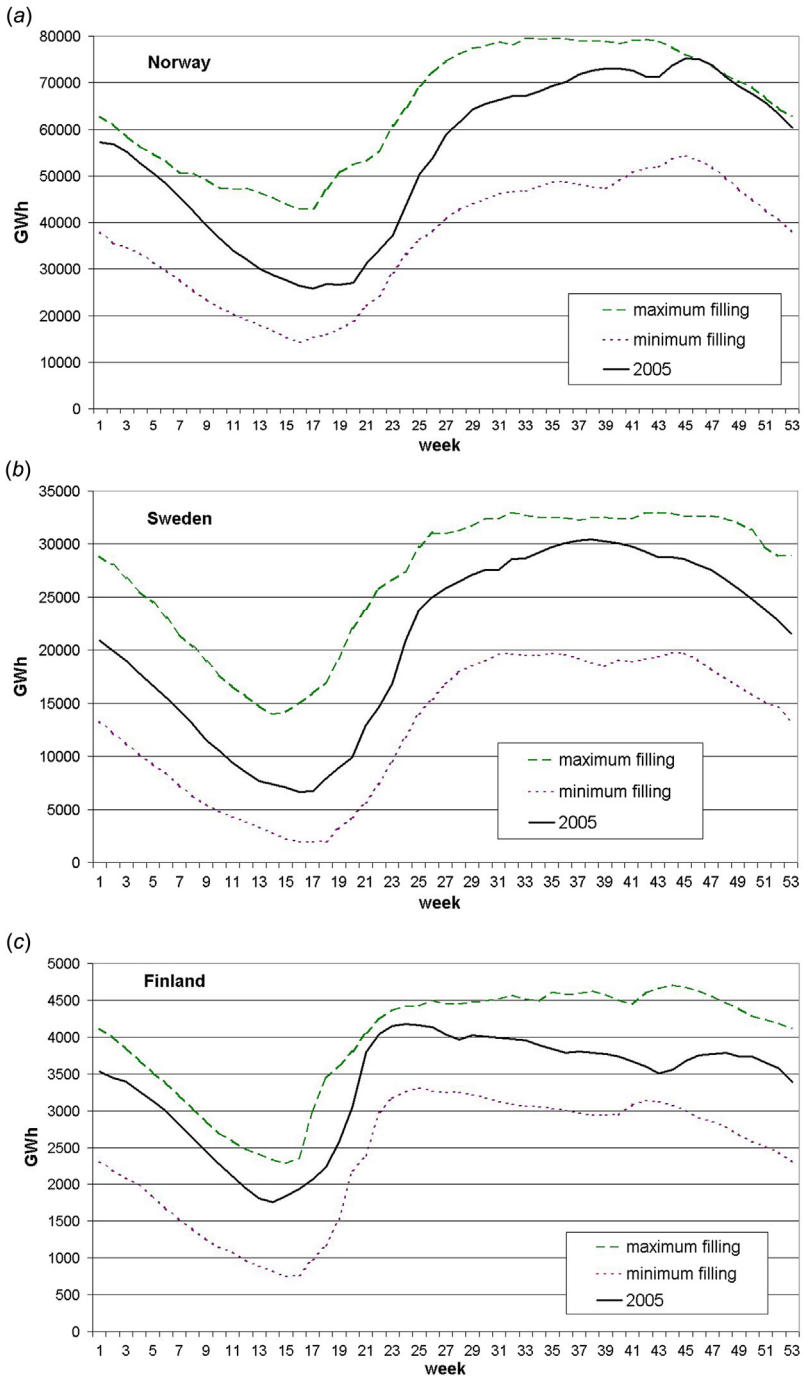 (a)
80000
Norway
70000
60000
50000
GWh
40000
30000
maximum filling
20000
minimum filling
10000
2005
0
1 3 5 7 9 11 13 15 17 19 21 23 25 27 29 31 33 35 37 39 41 43 45 47 49 51 53
week
(b)
35000
Sweden
30000
25000
20000
GWh
15000
10000
maximum filling
minimum filling
5000
2005
0
1 3 5 7 9 11 13 15 17 19 21 23 25 27 29 31 33 35 37 39 41 43 45 47 49 51 53
week
(c)
5000
Finland
4500
4000
3500
3000
GWh
2500
2000
1500
maximum filling
1000
minimum filling
500
2005
0
1 3 5 7 9 11 13 15 17 19 21 23 25 27 29 31 33 35 37 39 41 43 45 47 49 51 53
week